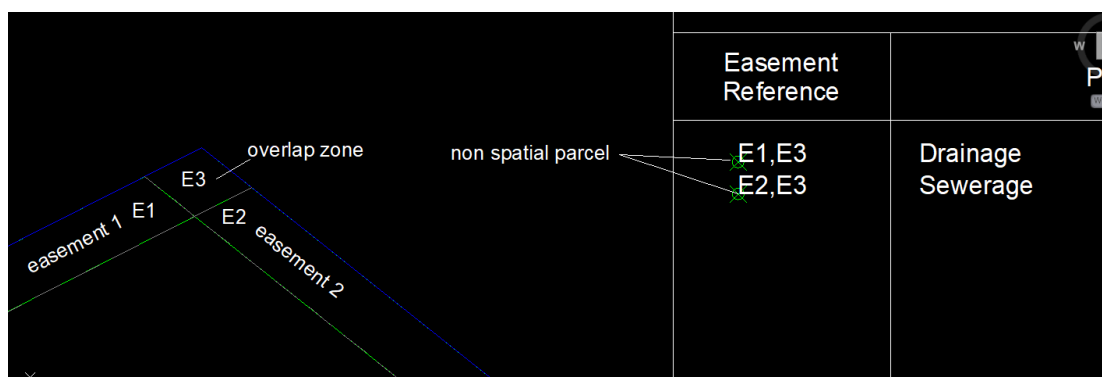 Easement
Reference
P
W
W
overlap zone
non spatial parcel
E1,E3
Drainage
E2,E3
Sewerage
E3
E1
E2
easement 1
easement 2